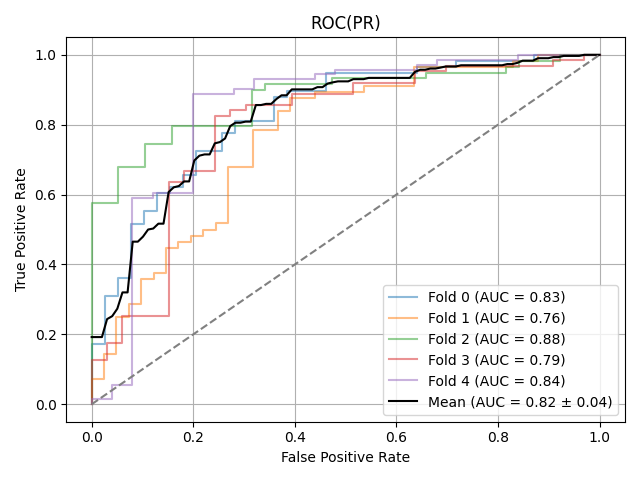 ROC(PR)
True Positive Rate
1.0
0.8
0.6
0.4
0.2
0.0
Fold 0 (AUC = 0.83)
Fold 1 (AUC = 0.76)
Fold 2 (AUC = 0.88)
Fold 3 (AUC = 0.79)
Fold 4 (AUC = 0.84)
Mean (AUC = 0.82 ± 0.04)
0.0 0.2 0.4 0.6 0.8 1.0
False Positive Rate